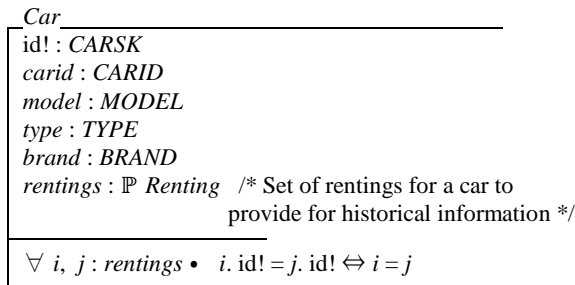 Car
id! : CARSK
carid : CARID
model : MODEL
type : TYPE
brand : BRAND
rentings : ℙ Renting /* Set of rentings for a car to
provide for historical information */
∀ i, j : rentings • i. id! = j. id! ⇔ i = j